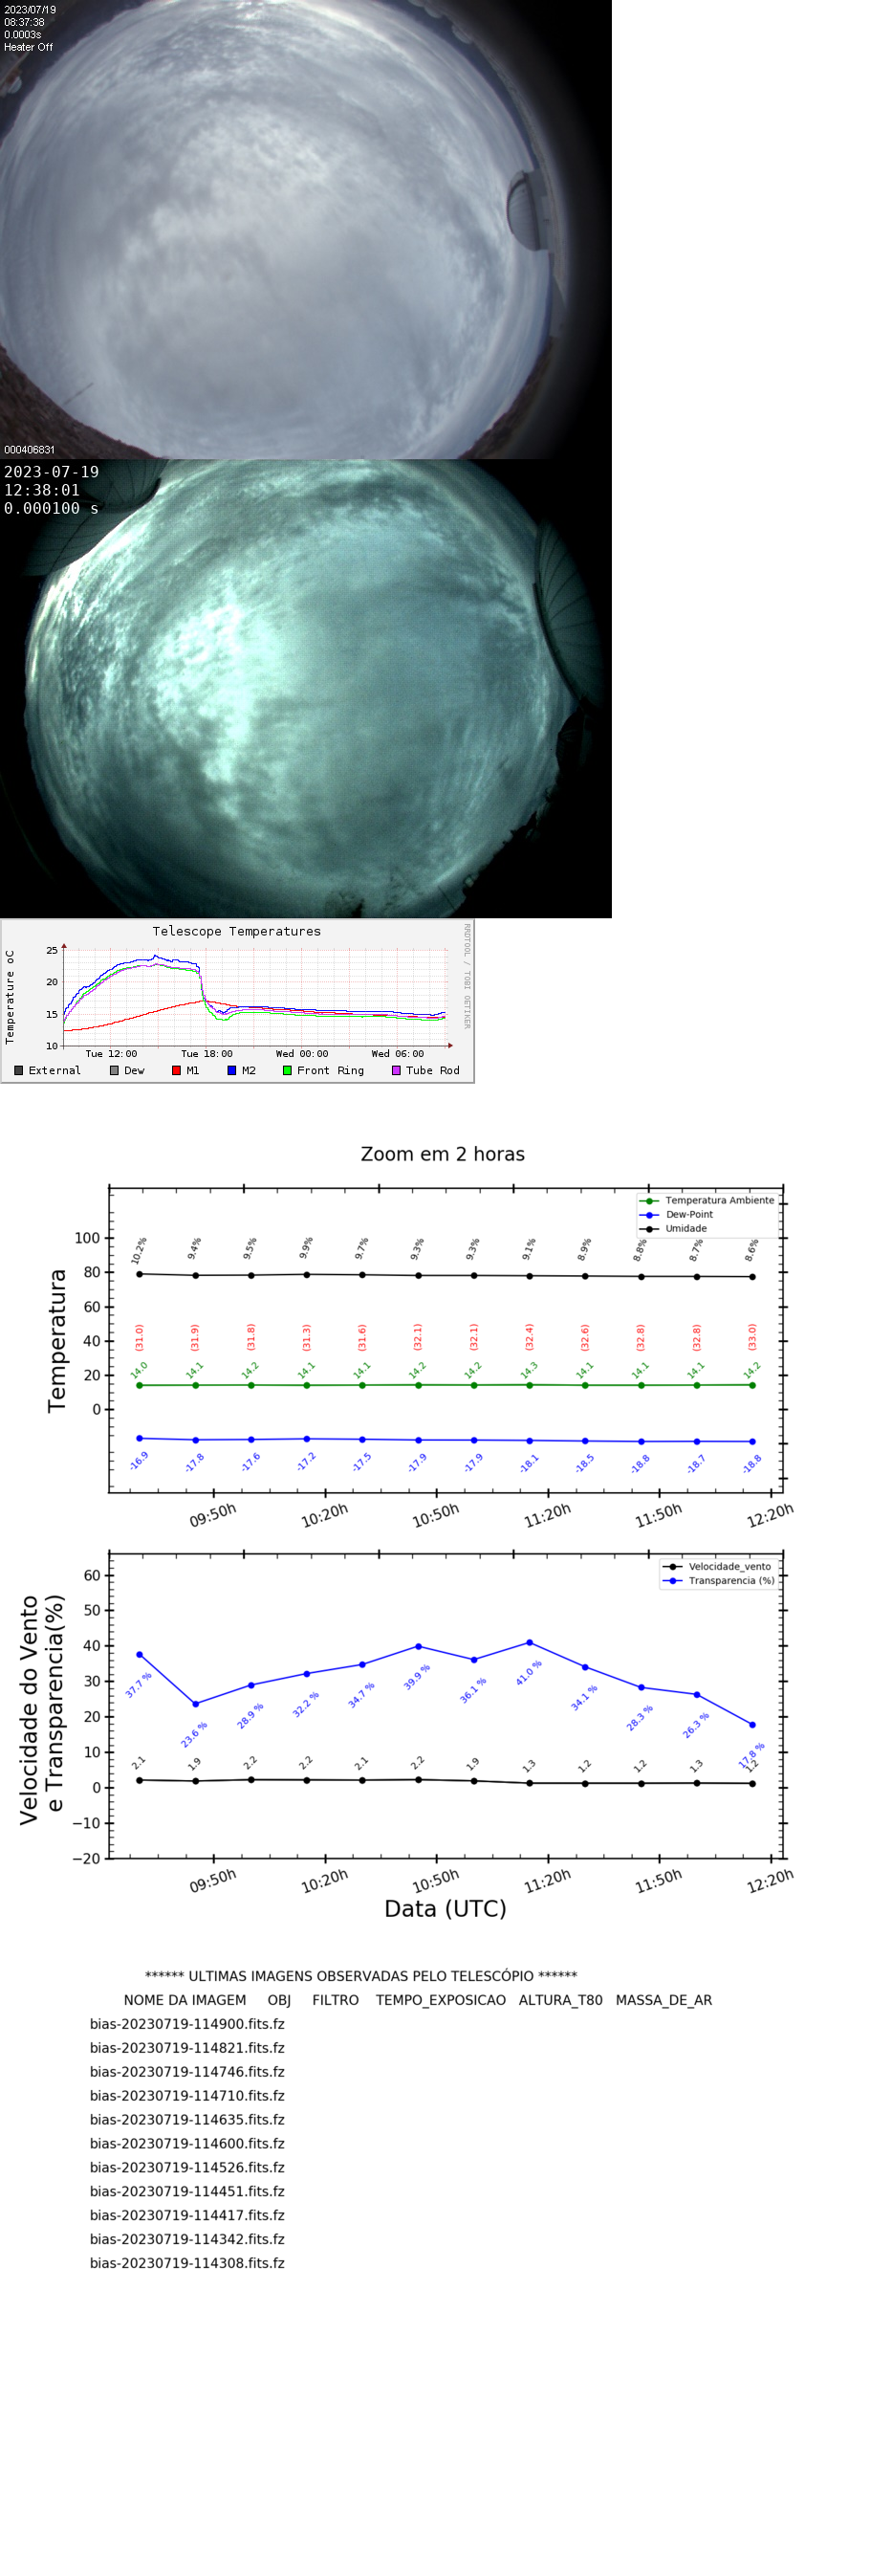 2023/07/19
08:37:38
0.0003s
Heater Off
000406831
2023-07-19
12:38:01
0.000100 s
Telescope Temperatures
RRDTOOL / TOBI OETIKER
Temperature oC
25
20
15
10
Tue 12:00 Tue 18:00 Wed 00:00 Wed 06:00
External Dew M1 M2 Front Ring Tube Rod
Zoom em 2 horas
Temperatura Ambiente
Dew-Point
Umidade
Temperatura
100
80
60
40
20
0
10.2% 9.4% 9.5% 9.9% 9.7% 9.3% 9.3% 9.1% 8.9% 8.8% 8.7% 8.6%
(31.0) (31.9) (31.8) (31.3) (31.6) (32.1) (32.1) (32.4) (32.6) (32.8) (32.8) (33.0)
14.0 14.1 14.2 14.1 14.1 14.2 14.2 14.3 14.1 14.1 14.1 14.2
-16.9 -17.8 -17.6 -17.2 -17.5 -17.9 -17.9 -18.1 -18.5 -18.8 -18.7 -18.8
09:50h 10:20h 10:50h 11:20h 11:50h 12:20h
Velocidade_vento
Transparencia (%)
Velocidade do Vento
e Transparencia(%)
60
50
40
30
20
10
0
−10
−20
37.7 % 23.6 % 28.9 % 32.2 % 34.7 % 39.9 % 36.1 % 41.0 % 34.1 % 28.3 % 26.3 % 17.8 %
2.1 1.9 2.2 2.2 2.1 2.2 1.9 1.3 1.2 1.2 1.3 1.2
09:50h 10:20h 10:50h 11:20h 11:50h 12:20h
Data (UTC)
****** ULTIMAS IMAGENS OBSERVADAS PELO TELESCÓPIO ******
NOME DA IMAGEM OBJ FILTRO TEMPO_EXPOSICAO ALTURA_T80 MASSA_DE_AR
bias-20230719-114900.fits.fz
bias-20230719-114821.fits.fz
bias-20230719-114746.fits.fz
bias-20230719-114710.fits.fz
bias-20230719-114635.fits.fz
bias-20230719-114600.fits.fz
bias-20230719-114526.fits.fz
bias-20230719-114451.fits.fz
bias-20230719-114417.fits.fz
bias-20230719-114342.fits.fz
bias-20230719-114308.fits.fz